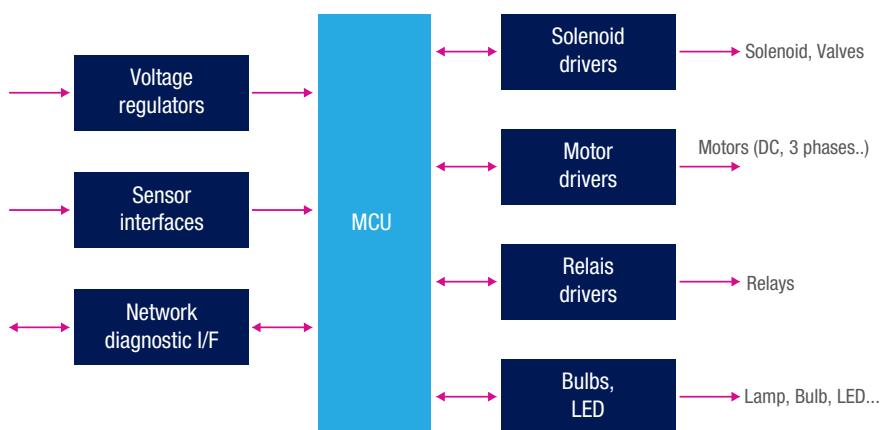 Voltage
regulators
Sensor
interfaces
Network
diagnostic I/F
MCU
Solenoid
drivers
Solenoid, Valves
Motor
drivers
Motors (DC, 3 phases..)
Relais
drivers
Relays
Bulbs,
LED
Lamp, Bulb, LED...